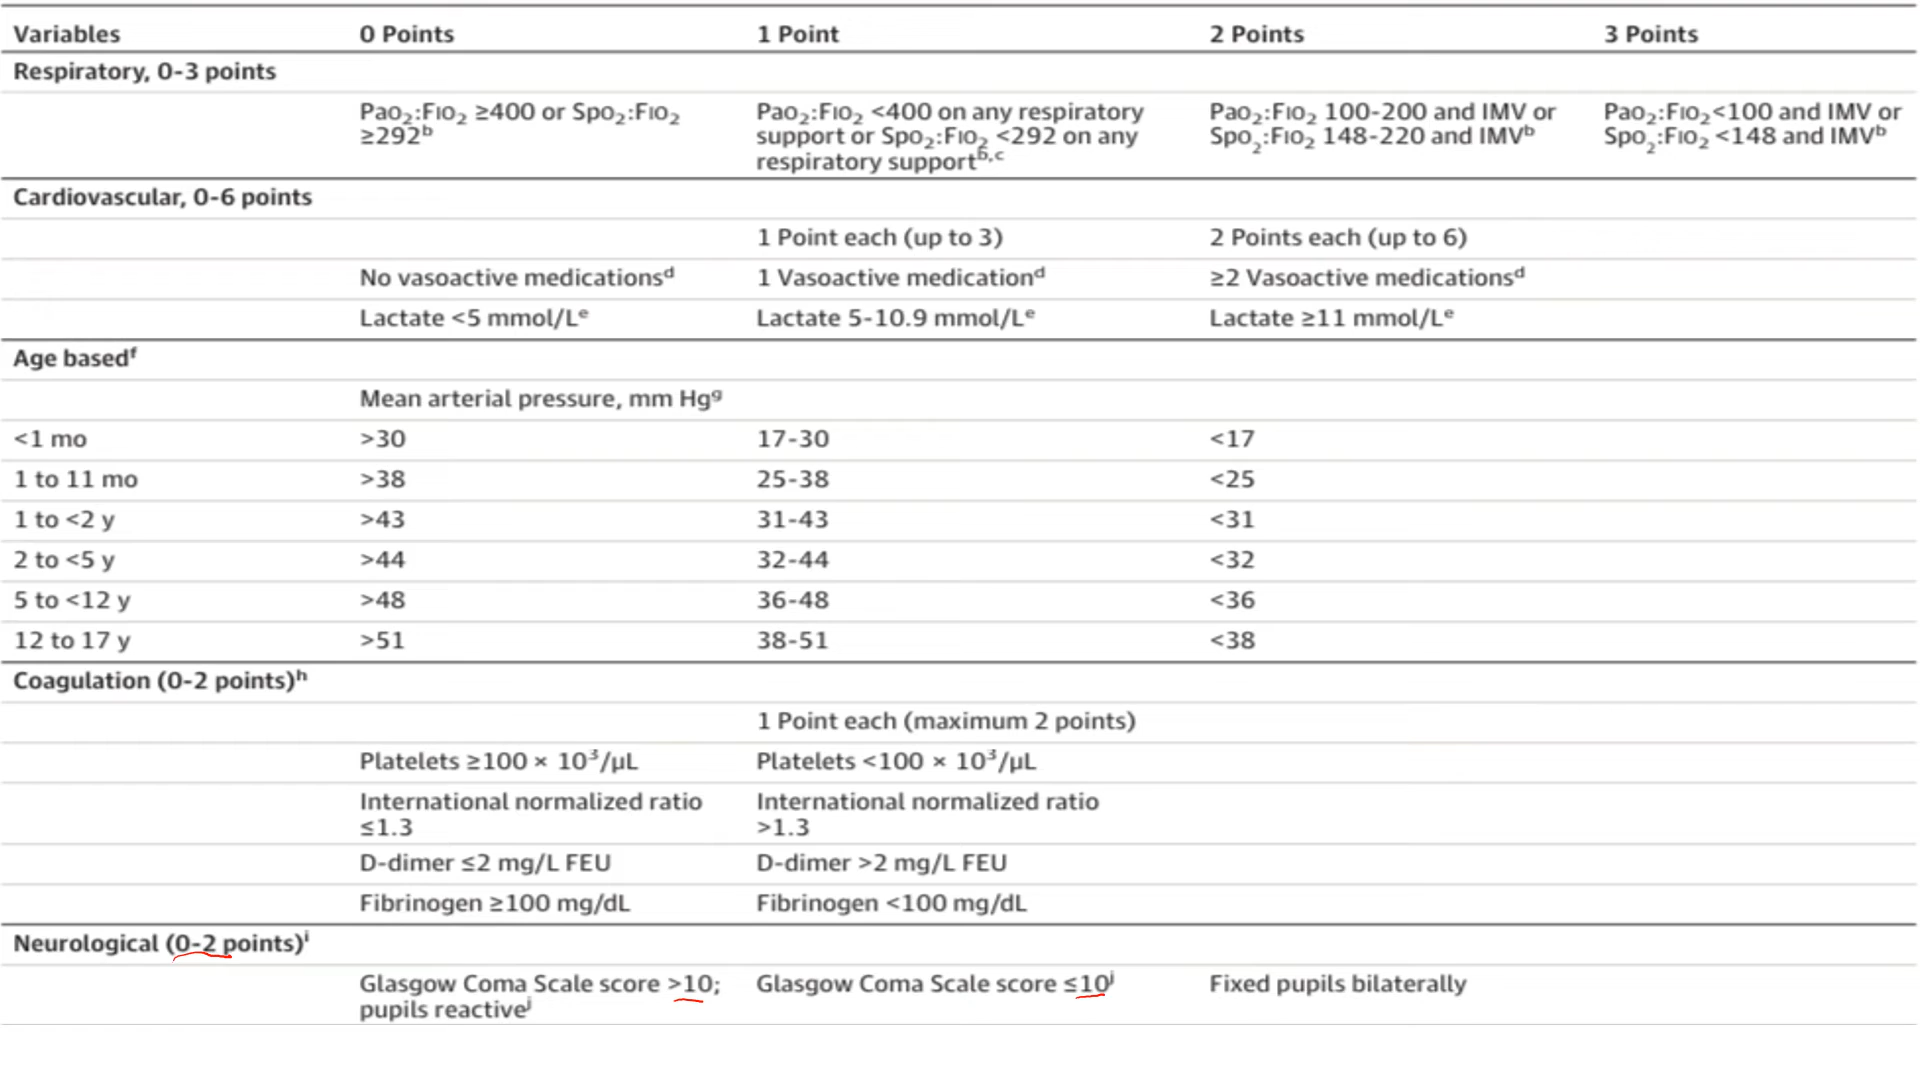 Variables 0 Points 1 Point 2 Points 3 Points
Respiratory, 0-3 points
Pao₂:Fio₂ ≥400 or Spo₂:Fio₂ Pao₂:Fio₂ <400 on any respiratory Pao₂:Fio₂ 100-200 and IMV or Pao₂:Fio₂<100 and IMV or
≥292ᵇ support or Spo₂:Fio₂ <292 on any Spo₂:Fio₂ 148-220 and IMVᵇ Spo₂:Fio₂ <148 and IMVᵇ
respiratory supportᵇ,ᶜ
Cardiovascular, 0-6 points
1 Point each (up to 3) 2 Points each (up to 6)
No vasoactive medicationsᵈ 1 Vasoactive medicationᵈ ≥2 Vasoactive medicationsᵈ
Lactate <5 mmol/Lᵉ Lactate 5-10.9 mmol/Lᵉ Lactate ≥11 mmol/Lᵉ
Age basedᶠ
Mean arterial pressure, mm Hgᵍ
<1 mo >30 17-30 <17
1 to 11 mo >38 25-38 <25
1 to <2 y >43 31-43 <31
2 to <5 y >44 32-44 <32
5 to <12 y >48 36-48 <36
12 to 17 y >51 38-51 <38
Coagulation (0-2 points)ʰ
1 Point each (maximum 2 points)
Platelets ≥100 × 10³/μL Platelets <100 × 10³/μL
International normalized ratio International normalized ratio
≤1.3 >1.3
D-dimer ≤2 mg/L FEU D-dimer >2 mg/L FEU
Fibrinogen ≥100 mg/dL Fibrinogen <100 mg/dL
Neurological (0-2 points)ⁱ
Glasgow Coma Scale score >10; Glasgow Coma Scale score ≤10ʲ Fixed pupils bilaterally
pupils reactiveʲ